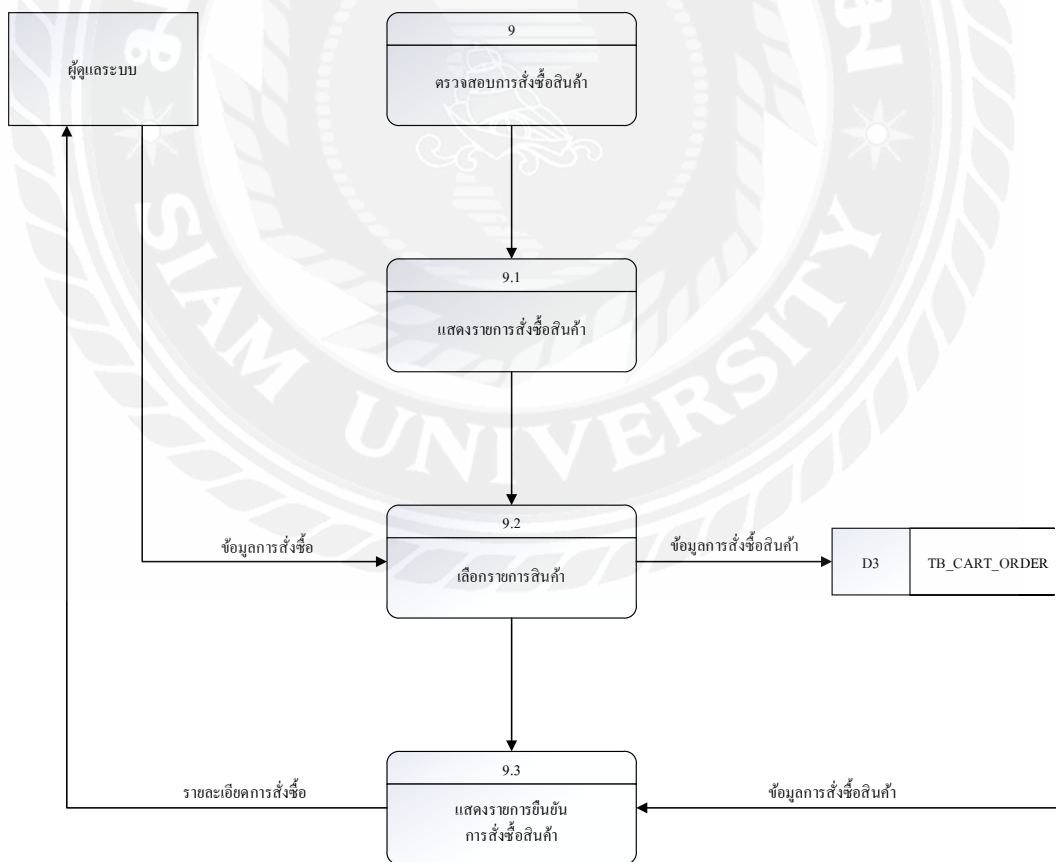 ผู้ดูแลระบบ
9
ตรวจสอบการสั่งซื้อสินค้า
9.1
แสดงรายการสั่งซื้อสินค้า
9.2
เลือกรายการสินค้า
ข้อมูลการสั่งซื้อ
ข้อมูลการสั่งซื้อสินค้า
D3
TB_CART_ORDER
9.3
แสดงรายการยืนยัน
การสั่งซื้อสินค้า
รายละเอียดการสั่งซื้อ
ข้อมูลการสั่งซื้อสินค้า
SIAM UNIVERSITY